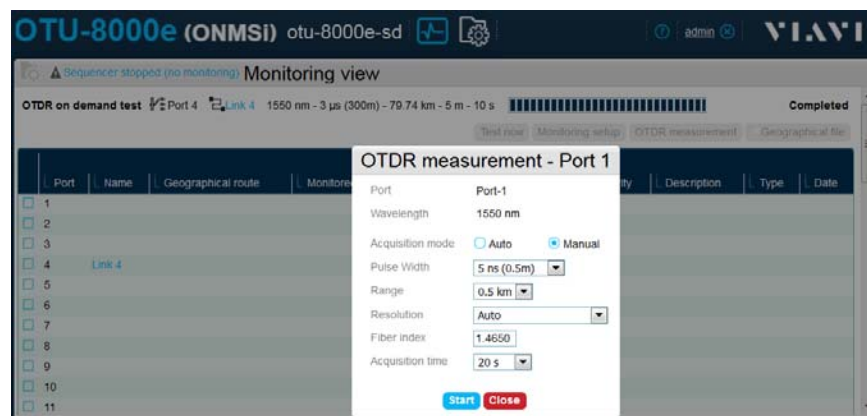 OTU-8000e (ONMSi) otu-8000e-sd
admin
VIAVI
Sequencer stopped (no monitoring) Monitoring view
OTDR on demand test Port 4 Link 4 1550 nm - 3 µs (300m) - 79.74 km - 5 m - 10 s Completed
Test now Monitoring setup OTDR measurement Geographical file
Port Name Geographical route Description Type Date
OTDR measurement - Port 1
Port Port-1
Wavelength 1550 nm
Acquisition mode Auto Manual
Pulse Width 5 ns (0.5m)
Range 0.5 km
Resolution Auto
Fiber index 1.4650
Acquisition time 20 s
Start Close
1
2
3
4 Link 4
5
6
7
8
9
10
11